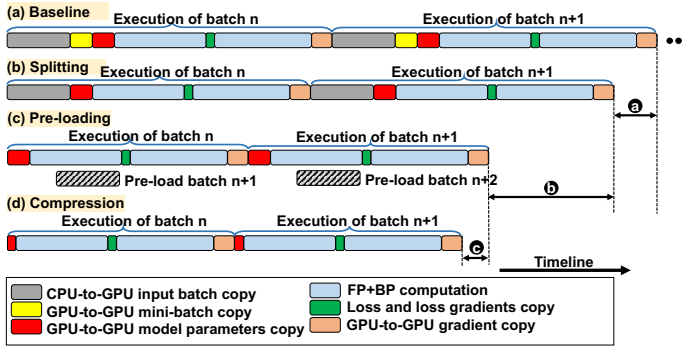 (a) Baseline
Execution of batch n
Execution of batch n+1
(b) Splitting
Execution of batch n
Execution of batch n+1
a
(c) Pre-loading
Execution of batch n
Execution of batch n+1
Pre-load batch n+1
Pre-load batch n+2
b
(d) Compression
Execution of batch n
Execution of batch n+1
c
Timeline
CPU-to-GPU input batch copy
GPU-to-GPU mini-batch copy
GPU-to-GPU model parameters copy
FP+BP computation
Loss and loss gradients copy
GPU-to-GPU gradient copy